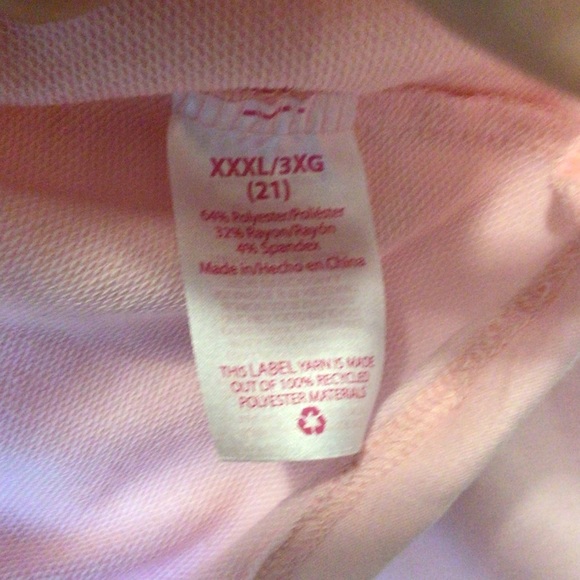 XXXL/3XG
(21)
64% Polyester/Poliéster
32% Rayon/Rayón
4% Spandex
Made in/Hecho en China
THIS LABEL YARN IS MADE
OUT OF 100% RECYCLED
POLYESTER MATERIALS